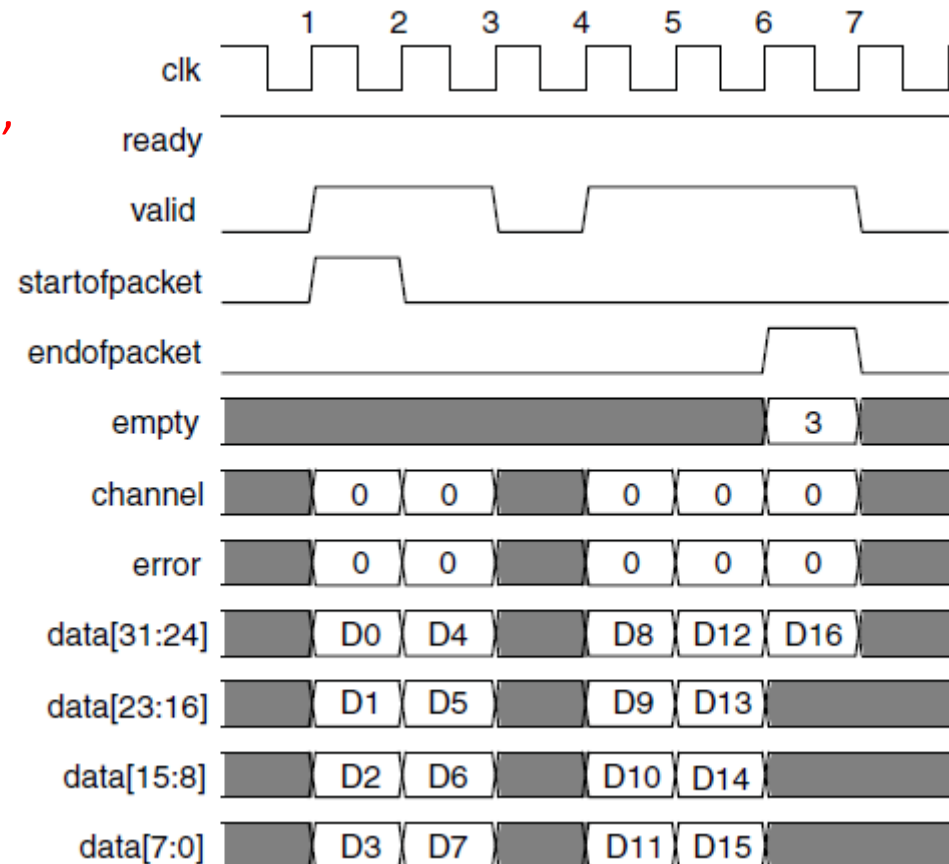 1 2 3 4 5 6 7
clk
,
ready
valid
startofpacket
endofpacket
empty 3
channel 0 0 0 0 0
error 0 0 0 0 0
data[31:24] D0 D4 D8 D12 D16
data[23:16] D1 D5 D9 D13
data[15:8] D2 D6 D10 D14
data[7:0] D3 D7 D11 D15